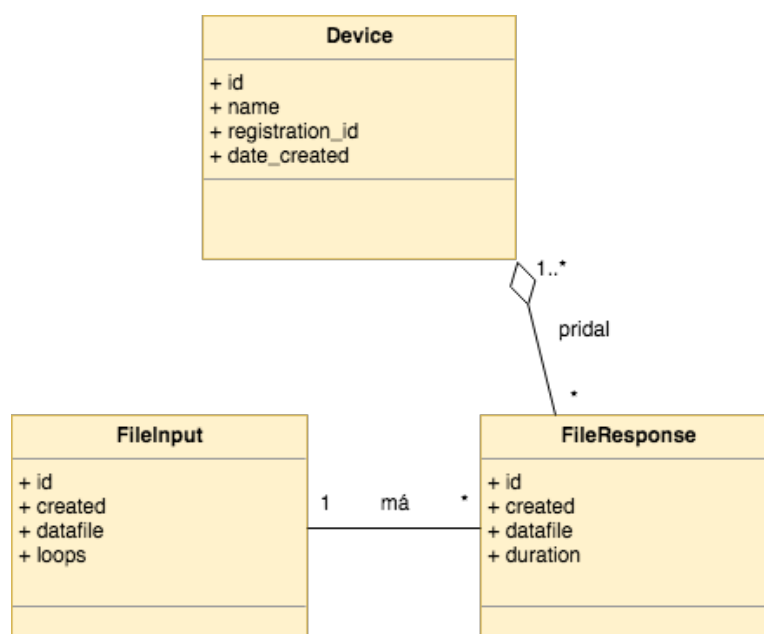 Device
+ id
+ name
+ registration_id
+ date_created
1..*
pridal
*
FileInput
+ id
+ created
+ datafile
+ loops
1 má *
FileResponse
+ id
+ created
+ datafile
+ duration